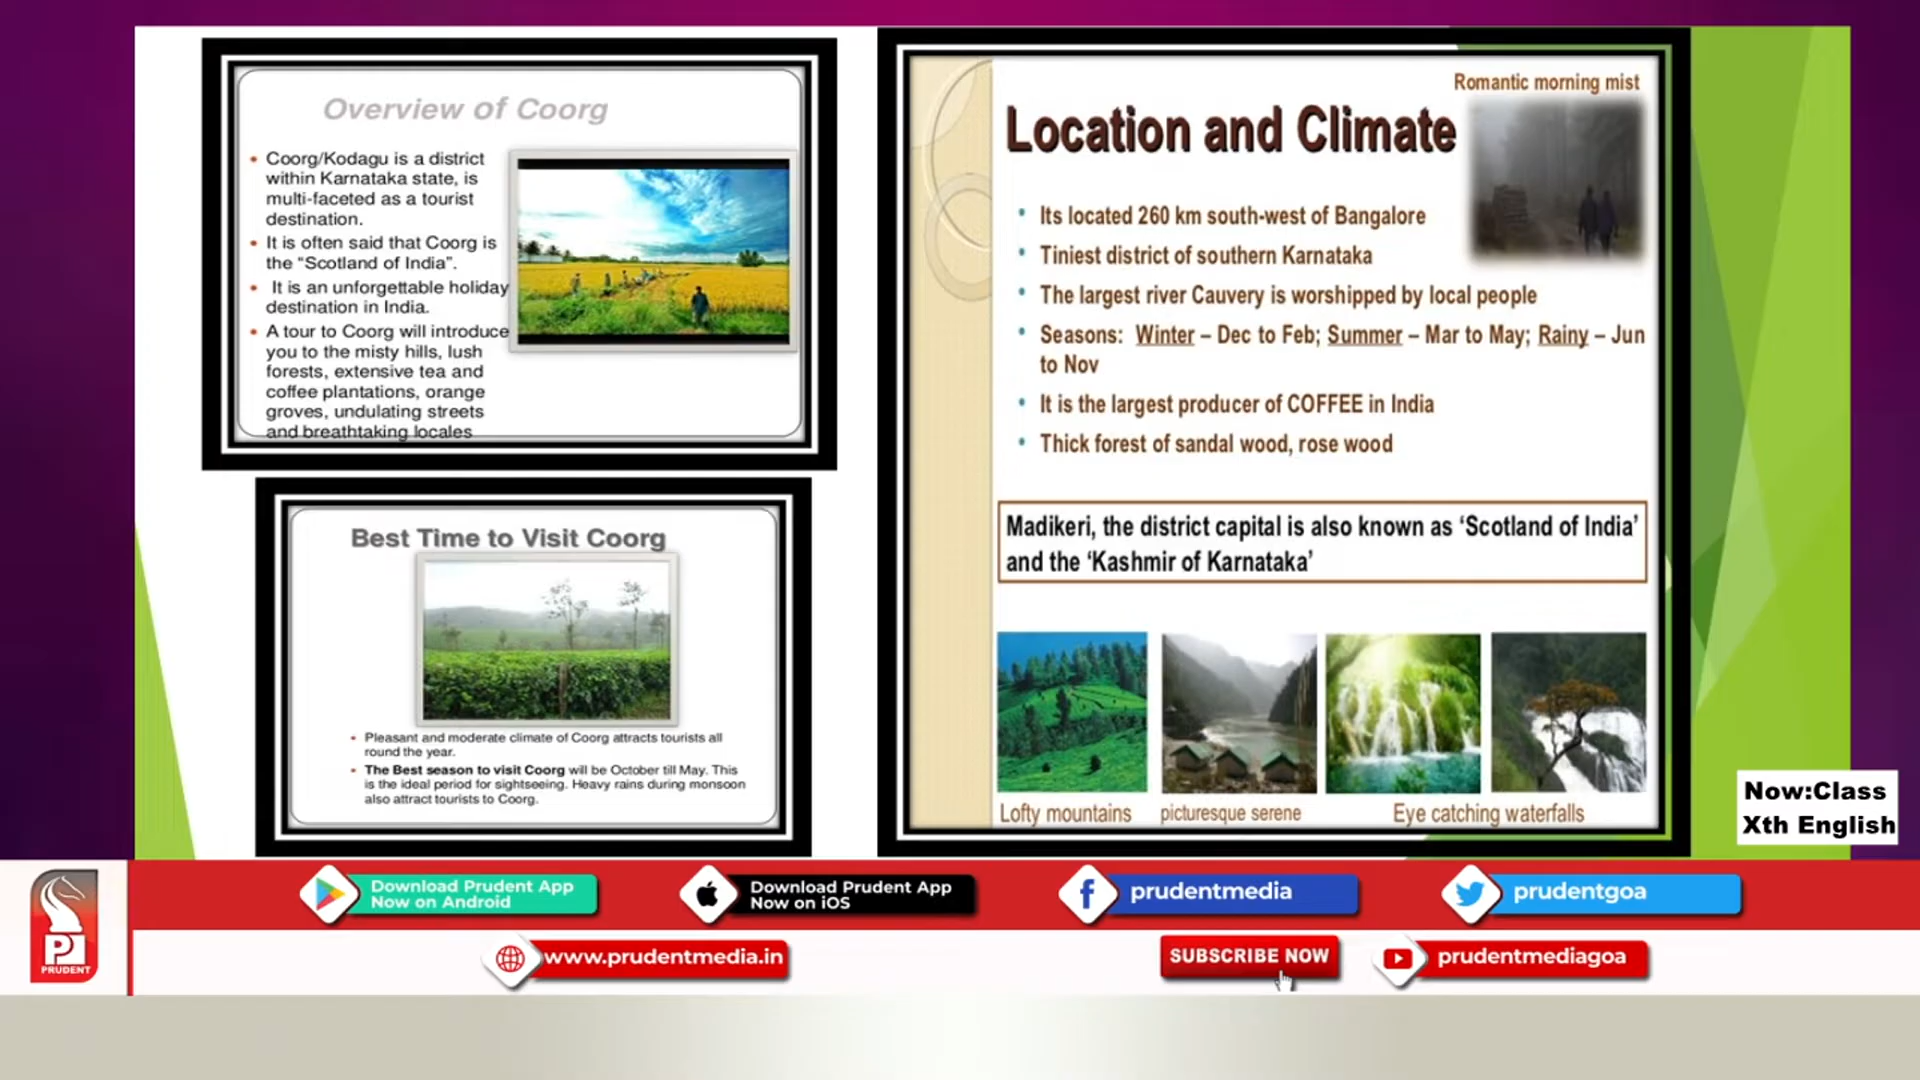 Overview of Coorg
• Coorg/Kodagu is a district
within Karnataka state, is
multi-faceted as a tourist
destination.
• It is often said that Coorg is
the “Scotland of India”.
• It is an unforgettable holiday
destination in India.
• A tour to Coorg will introduce
you to the misty hills, lush
forests, extensive tea and
coffee plantations, orange
groves, undulating streets
and breathtaking locales
Best Time to Visit Coorg
• Pleasant and moderate climate of Coorg attracts tourists all
round the year.
• The Best season to visit Coorg will be October till May. This
is the ideal period for sightseeing. Heavy rains during monsoon
also attract tourists to Coorg.
Romantic morning mist
Location and Climate
• Its located 260 km south-west of Bangalore
• Tiniest district of southern Karnataka
• The largest river Cauvery is worshipped by local people
• Seasons: Winter – Dec to Feb; Summer – Mar to May; Rainy – Jun
to Nov
• It is the largest producer of COFFEE in India
• Thick forest of sandal wood, rose wood
Madikeri, the district capital is also known as ‘Scotland of India’
and the ‘Kashmir of Karnataka’
Lofty mountains
picturesque serene
Eye catching waterfalls
Now:Class
Xth English
PRUDENT
Download Prudent App
Now on Android
Download Prudent App
Now on iOS
prudentmedia
prudentgoa
www.prudentmedia.in
SUBSCRIBE NOW
prudentmediagoa